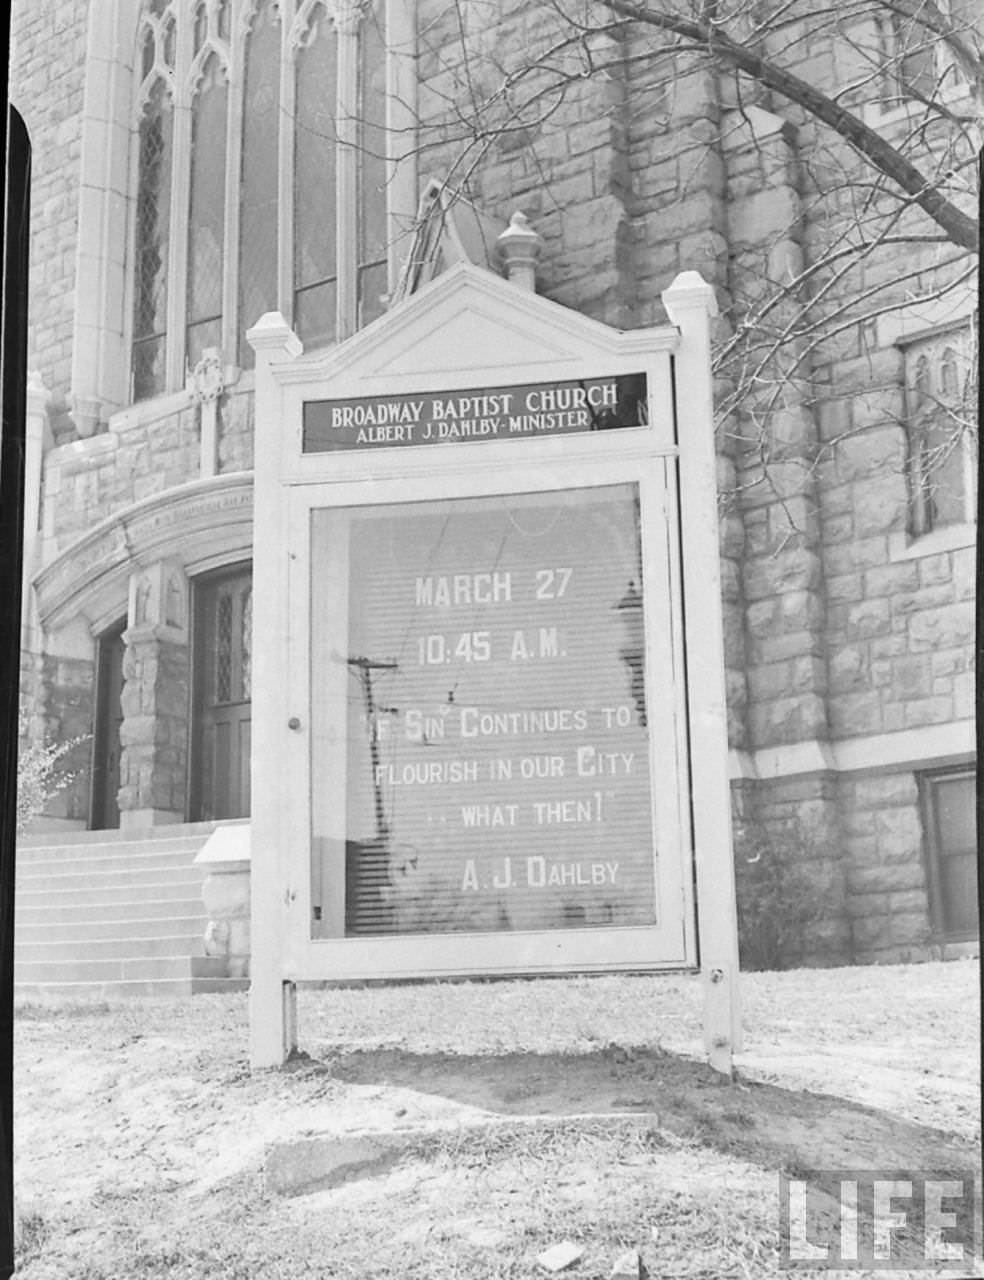 BROADWAY BAPTIST CHURCH
ALBERT J. DAHLBY - MINISTER
MARCH 27
10:45 A.M.
"IF SIN CONTINUES TO
FLOURISH IN OUR CITY
.. WHAT THEN!"
A.J. DAHLBY
LIFE